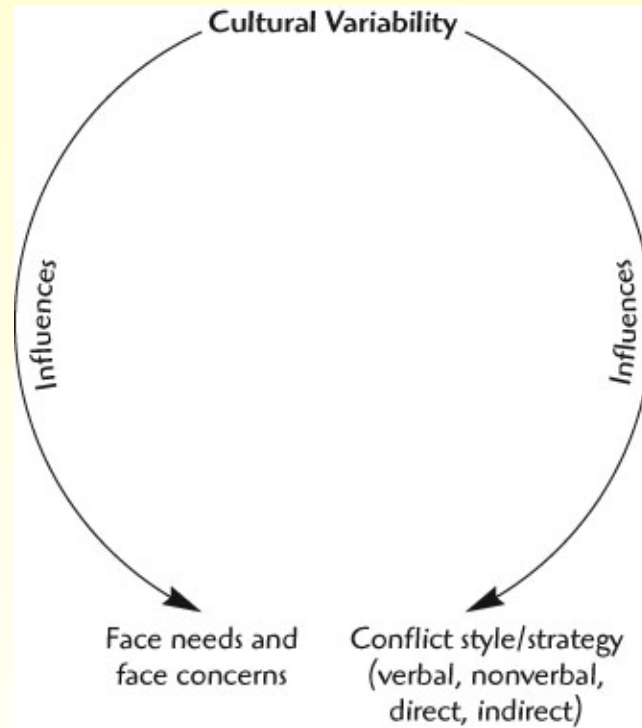 Cultural Variability
Influences
Influences
Face needs and
face concerns
Conflict style/strategy
(verbal, nonverbal,
direct, indirect)